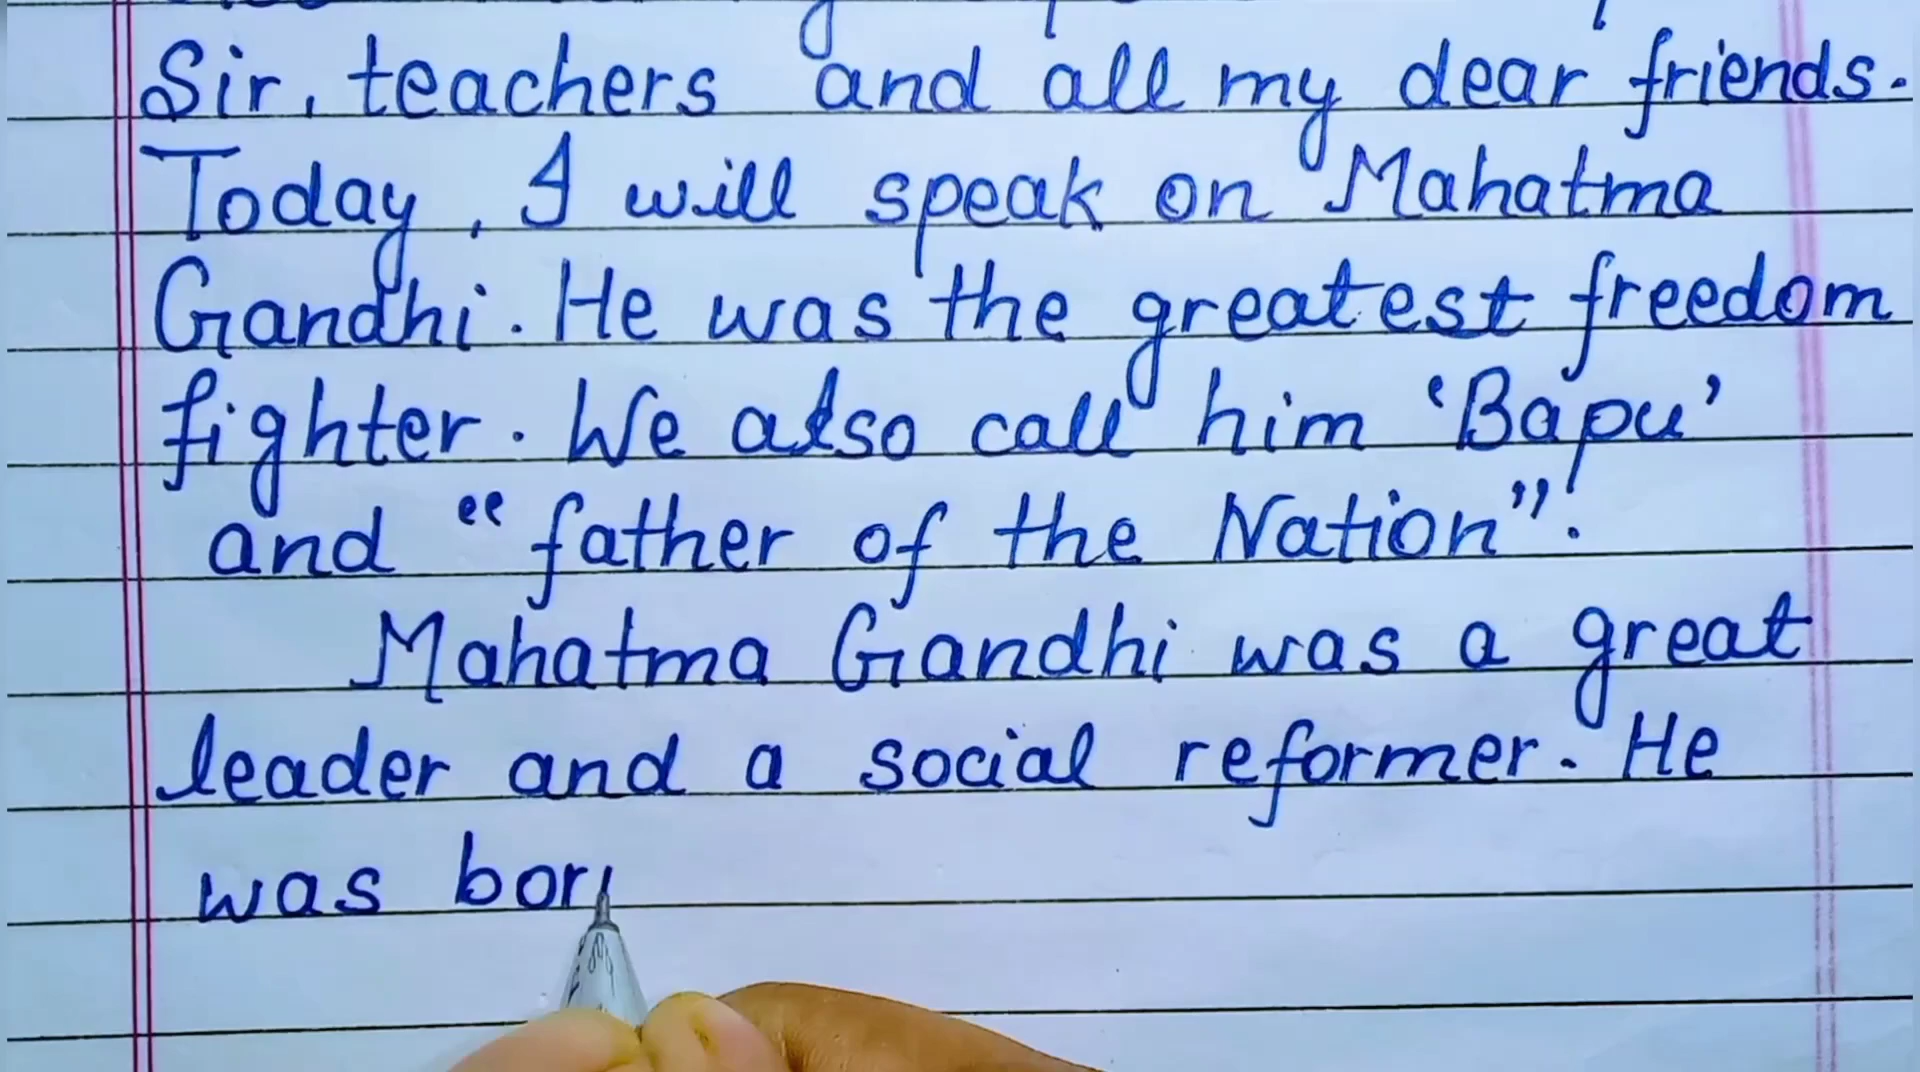 Sir, teachers and all my dear friends.
Today, I will speak on Mahatma
Gandhi. He was the greatest freedom
fighter. We also call him ‘Bapu’
and “father of the Nation”.
Mahatma Gandhi was a great
leader and a social reformer. He
was bor